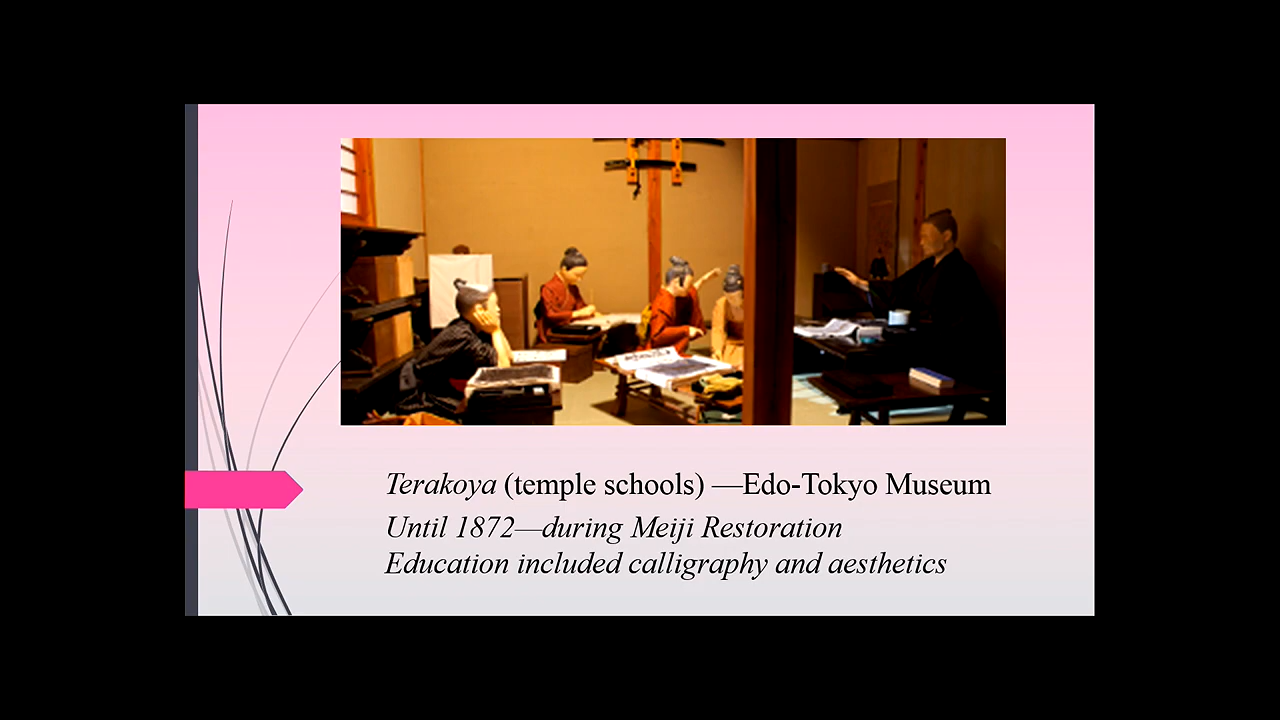 Terakoya (temple schools) —Edo-Tokyo Museum
Until 1872—during Meiji Restoration
Education included calligraphy and aesthetics